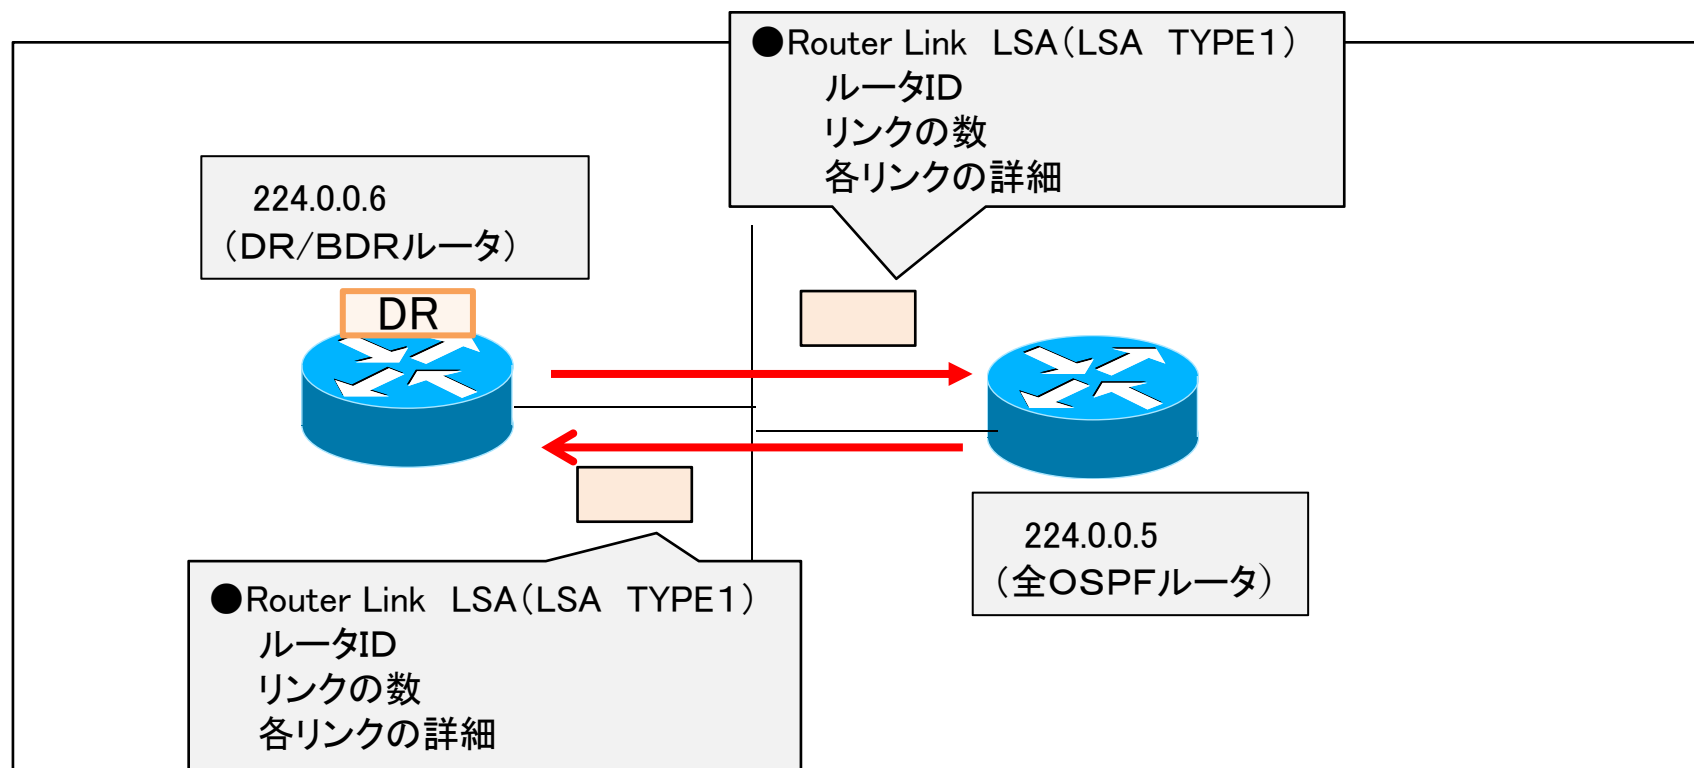 ●Router Link　LSA（LSA　TYPE１）
ルータID
リンクの数
各リンクの詳細
224.0.0.6
（ＤＲ/ＢＤＲルータ）
DR
224.0.0.5
（全ＯＳＰＦルータ）
●Router Link　LSA（LSA　TYPE１）
ルータID
リンクの数
各リンクの詳細